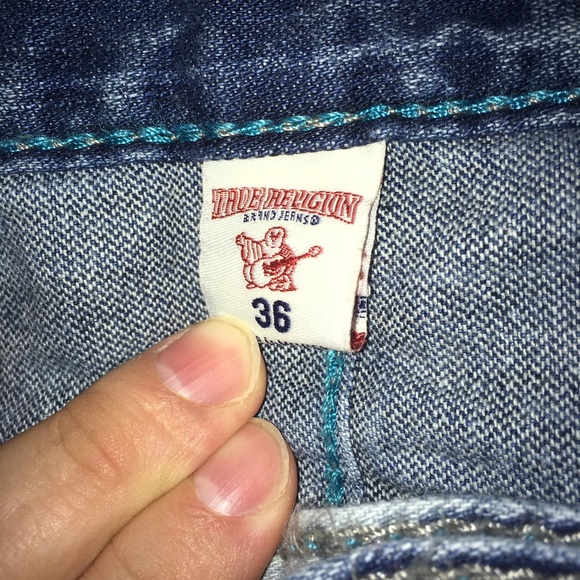 TRUE RELIGION
BRAND JEANS®
36